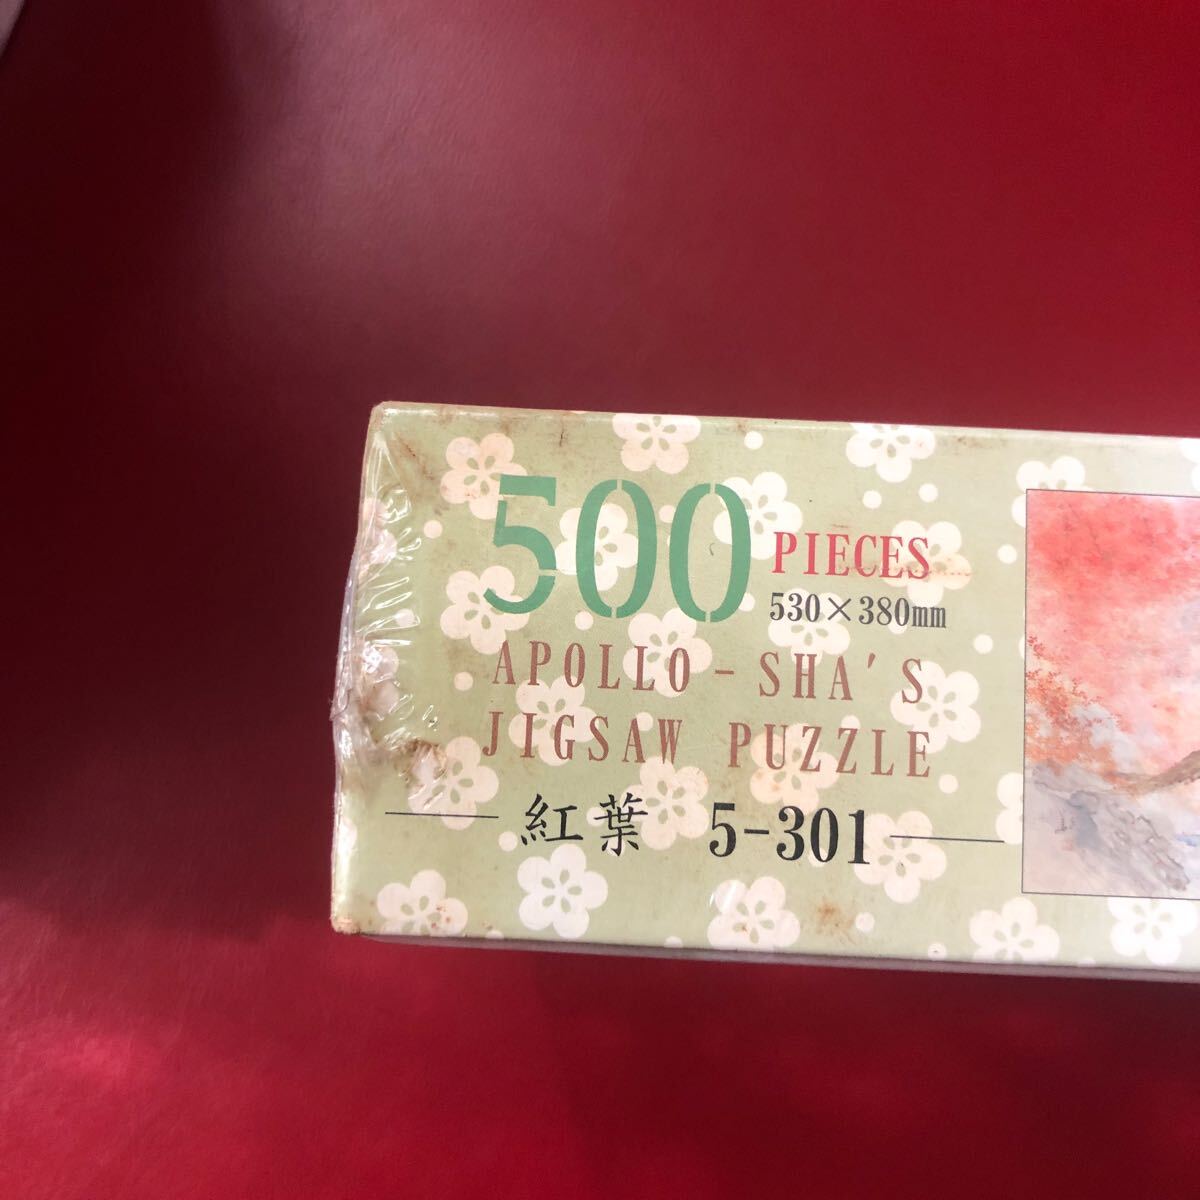 500 PIECES
530×380mm
APOLLO-SHA'S
JIGSAW PUZZLE
紅葉 5-301